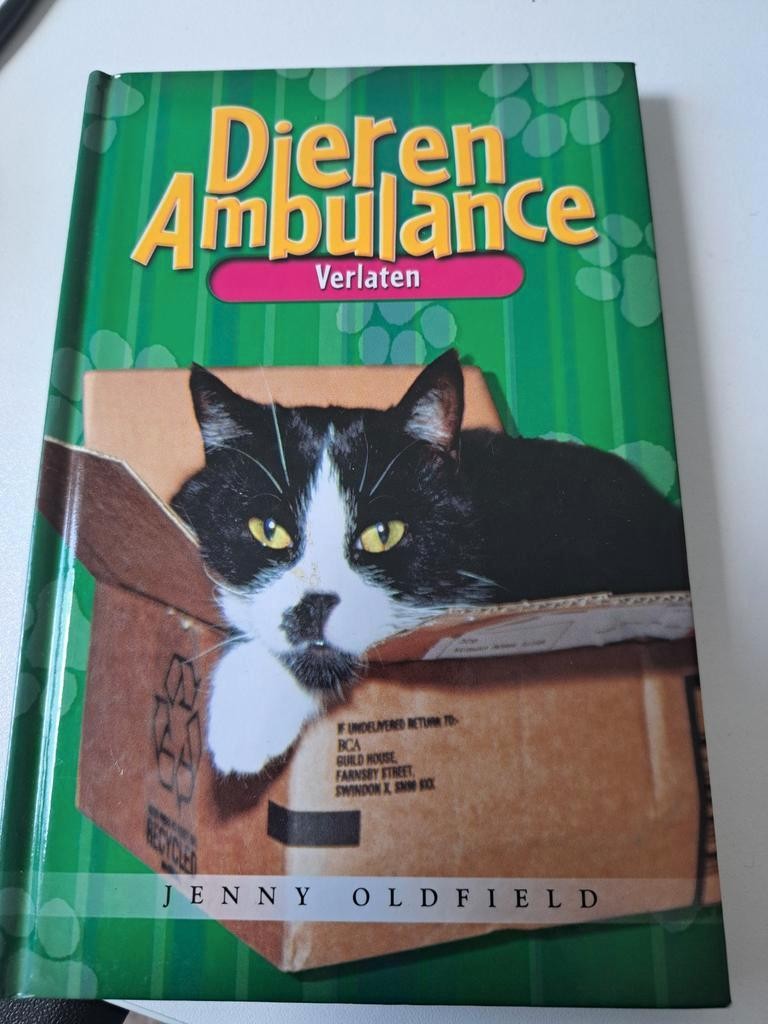 Dieren
Ambulance
Verlaten
IF UNDELIVERED RETURN TO:-
BCA
GUILD HOUSE,
FARNSBY STREET,
SWINDON X, SN99 9XX
RECYCLED
JENNY OLDFIELD